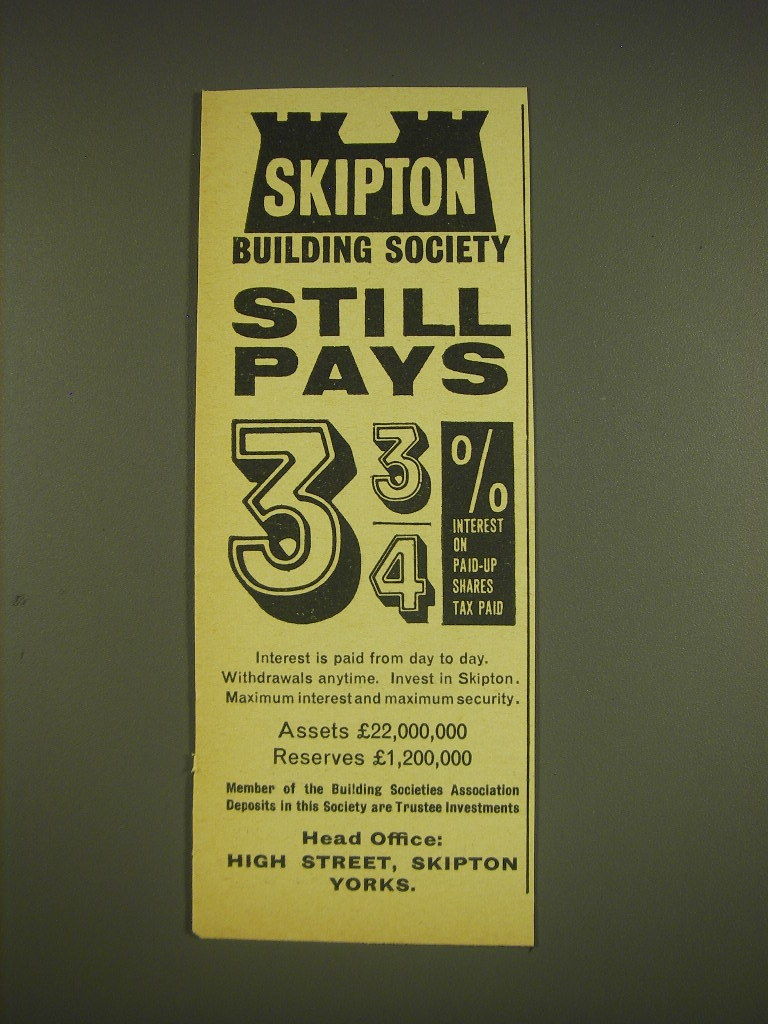 SKIPTON
BUILDING SOCIETY
STILL
PAYS
3 3/4 %
INTEREST
ON
PAID-UP
SHARES
TAX PAID
Interest is paid from day to day.
Withdrawals anytime. Invest in Skipton.
Maximum interest and maximum security.
Assets £22,000,000
Reserves £1,200,000
Member of the Building Societies Association
Deposits in this Society are Trustee Investments
Head Office:
HIGH STREET, SKIPTON
YORKS.